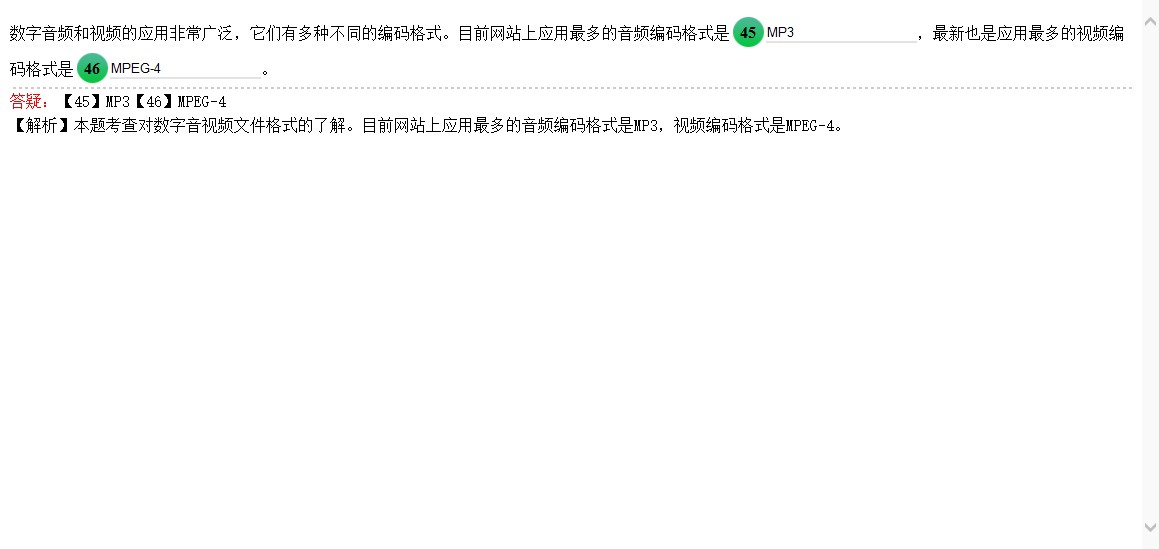 数字音频和视频的应用非常广泛，它们有多种不同的编码格式。目前网站上应用最多的音频编码格式是 45 MP3 ，最新也是应用最多的视频编
码格式是 46 MPEG-4 。
答疑：【45】MP3【46】MPEG-4
【解析】本题考查对数字音视频文件格式的了解。目前网站上应用最多的音频编码格式是MP3，视频编码格式是MPEG-4。